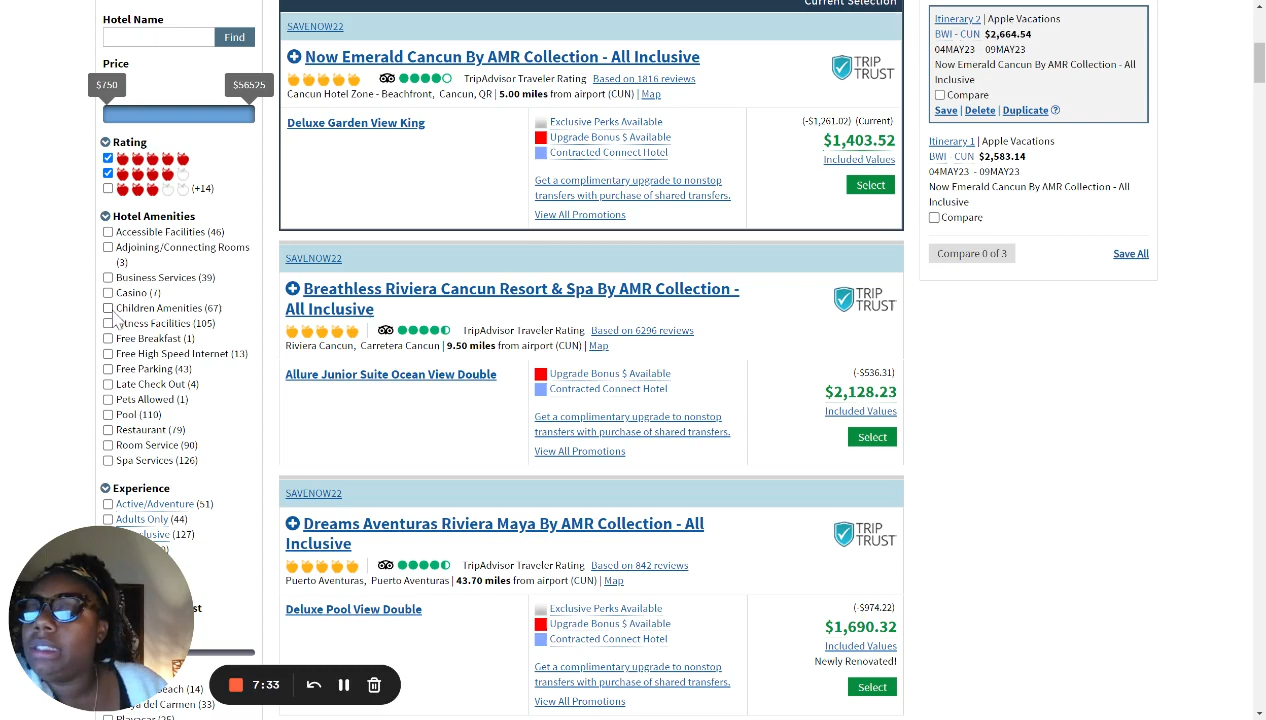 Hotel Name
Find
Price
$750
$56525
Rating
(+14)
Hotel Amenities
Accessible Facilities (46)
Adjoining/Connecting Rooms
(3)
Business Services (39)
Casino (7)
Children Amenities (67)
Fitness Facilities (105)
Free Breakfast (1)
Free High Speed Internet (13)
Free Parking (43)
Late Check Out (4)
Pets Allowed (1)
Pool (110)
Restaurant (79)
Room Service (90)
Spa Services (126)
Experience
Active/Adventure (51)
Adults Only (44)
(127)
(14)
del Carmen (33)
Playacar (25)
7:33
Current Selection
SAVENOW22
Now Emerald Cancun By AMR Collection - All Inclusive
TRIP
TRUST
TripAdvisor Traveler Rating Based on 1816 reviews
Cancun Hotel Zone - Beachfront, Cancun, QR | 5.00 miles from airport (CUN) | Map
Deluxe Garden View King
Exclusive Perks Available
Upgrade Bonus $ Available
Contracted Connect Hotel
Get a complimentary upgrade to nonstop
transfers with purchase of shared transfers.
View All Promotions
(-$1,261.02) (Current)
$1,403.52
Included Values
Select
SAVENOW22
Breathless Riviera Cancun Resort & Spa By AMR Collection -
All Inclusive
TRIP
TRUST
TripAdvisor Traveler Rating Based on 6296 reviews
Riviera Cancun, Carretera Cancun | 9.50 miles from airport (CUN) | Map
Allure Junior Suite Ocean View Double
Upgrade Bonus $ Available
Contracted Connect Hotel
Get a complimentary upgrade to nonstop
transfers with purchase of shared transfers.
View All Promotions
(-$536.31)
$2,128.23
Included Values
Select
SAVENOW22
Dreams Aventuras Riviera Maya By AMR Collection - All
Inclusive
TRIP
TRUST
TripAdvisor Traveler Rating Based on 842 reviews
Puerto Aventuras, Puerto Aventuras | 43.70 miles from airport (CUN) | Map
Deluxe Pool View Double
Exclusive Perks Available
Upgrade Bonus $ Available
Contracted Connect Hotel
Get a complimentary upgrade to nonstop
transfers with purchase of shared transfers.
View All Promotions
(-$974.22)
$1,690.32
Included Values
Newly Renovated!
Select
Itinerary 2 | Apple Vacations
BWI - CUN $2,664.54
04MAY23 - 09MAY23
Now Emerald Cancun By AMR Collection - All
Inclusive
Compare
Save | Delete | Duplicate ?
Itinerary 1 | Apple Vacations
BWI - CUN $2,583.14
04MAY23 - 09MAY23
Now Emerald Cancun By AMR Collection - All
Inclusive
Compare
Compare 0 of 3
Save All